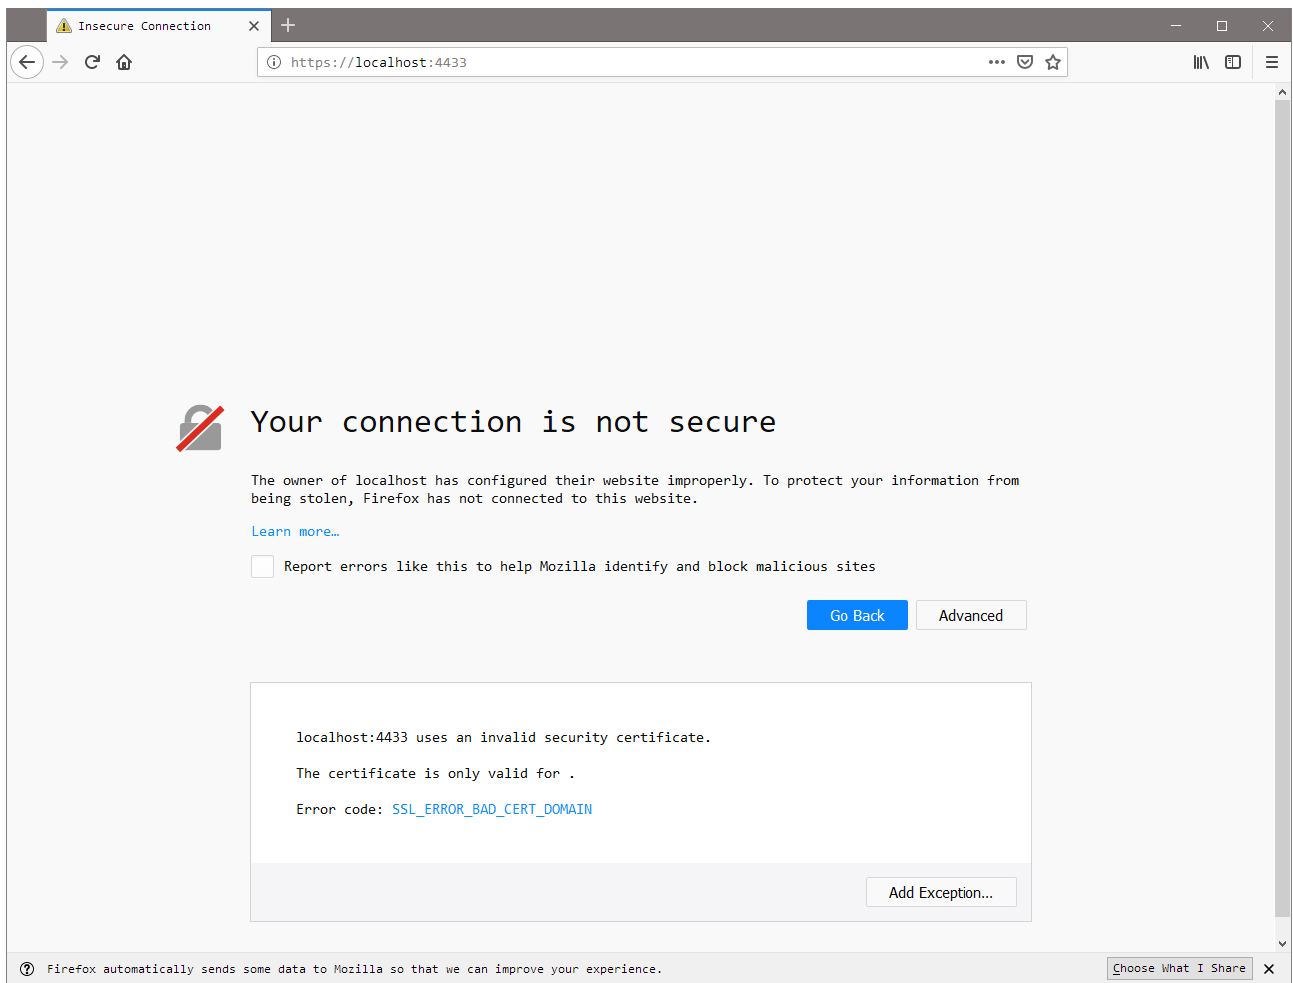 Insecure Connection
https://localhost:4433
Your connection is not secure
The owner of localhost has configured their website improperly. To protect your information from
being stolen, Firefox has not connected to this website.
Learn more…
Report errors like this to help Mozilla identify and block malicious sites
Go Back
Advanced
localhost:4433 uses an invalid security certificate.
The certificate is only valid for .
Error code: SSL_ERROR_BAD_CERT_DOMAIN
Add Exception...
Firefox automatically sends some data to Mozilla so that we can improve your experience.
Choose What I Share